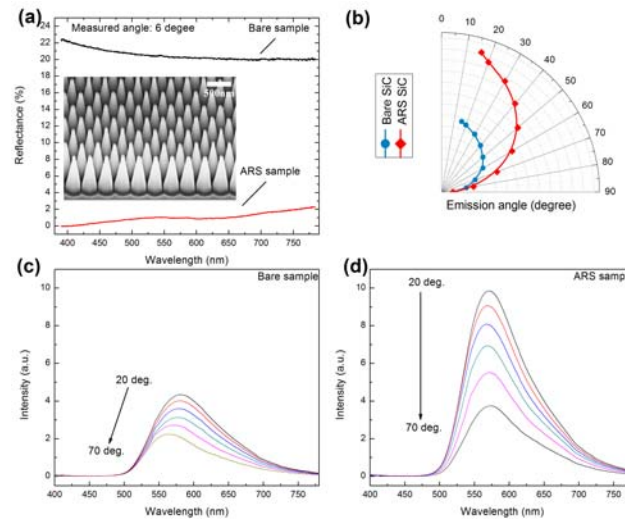 (a)
Measured angle: 6 degee
Bare sample
500nm
ARS sample
Reflectance (%)
24
22
20
18
16
14
12
10
8
6
4
2
0
400 450 500 550 600 650 700 750
Wavelength (nm)
(b)
Bare SiC
ARS SiC
0 10 20 30 40 50 60 70 80 90
Emission angle (degree)
(c)
Bare sample
20 deg.
70 deg.
Intensity (a.u.)
10
8
6
4
2
0
400 450 500 550 600 650 700 750
Wavelength (nm)
(d)
ARS samp
20 deg.
70 deg.
Intensity (a.u.)
10
8
6
4
2
0
400 450 500 550 600 650 700 750
Wavelength (nm)